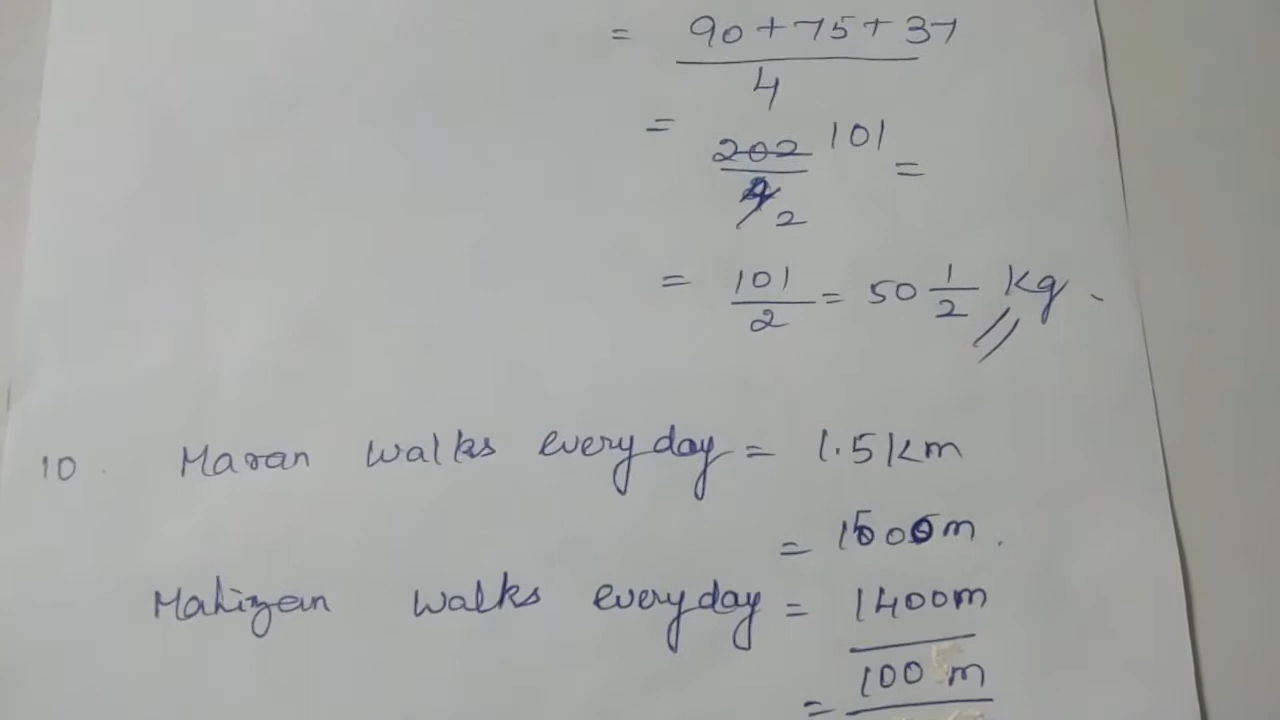 = 90+75+37
4
= 202 101 =
4 2
= 101/2 = 50 1/2 kg.
10. Maran walks everyday = 1.5km
= 1500m.
Mahizan walks everyday = 1400m
= 100 m